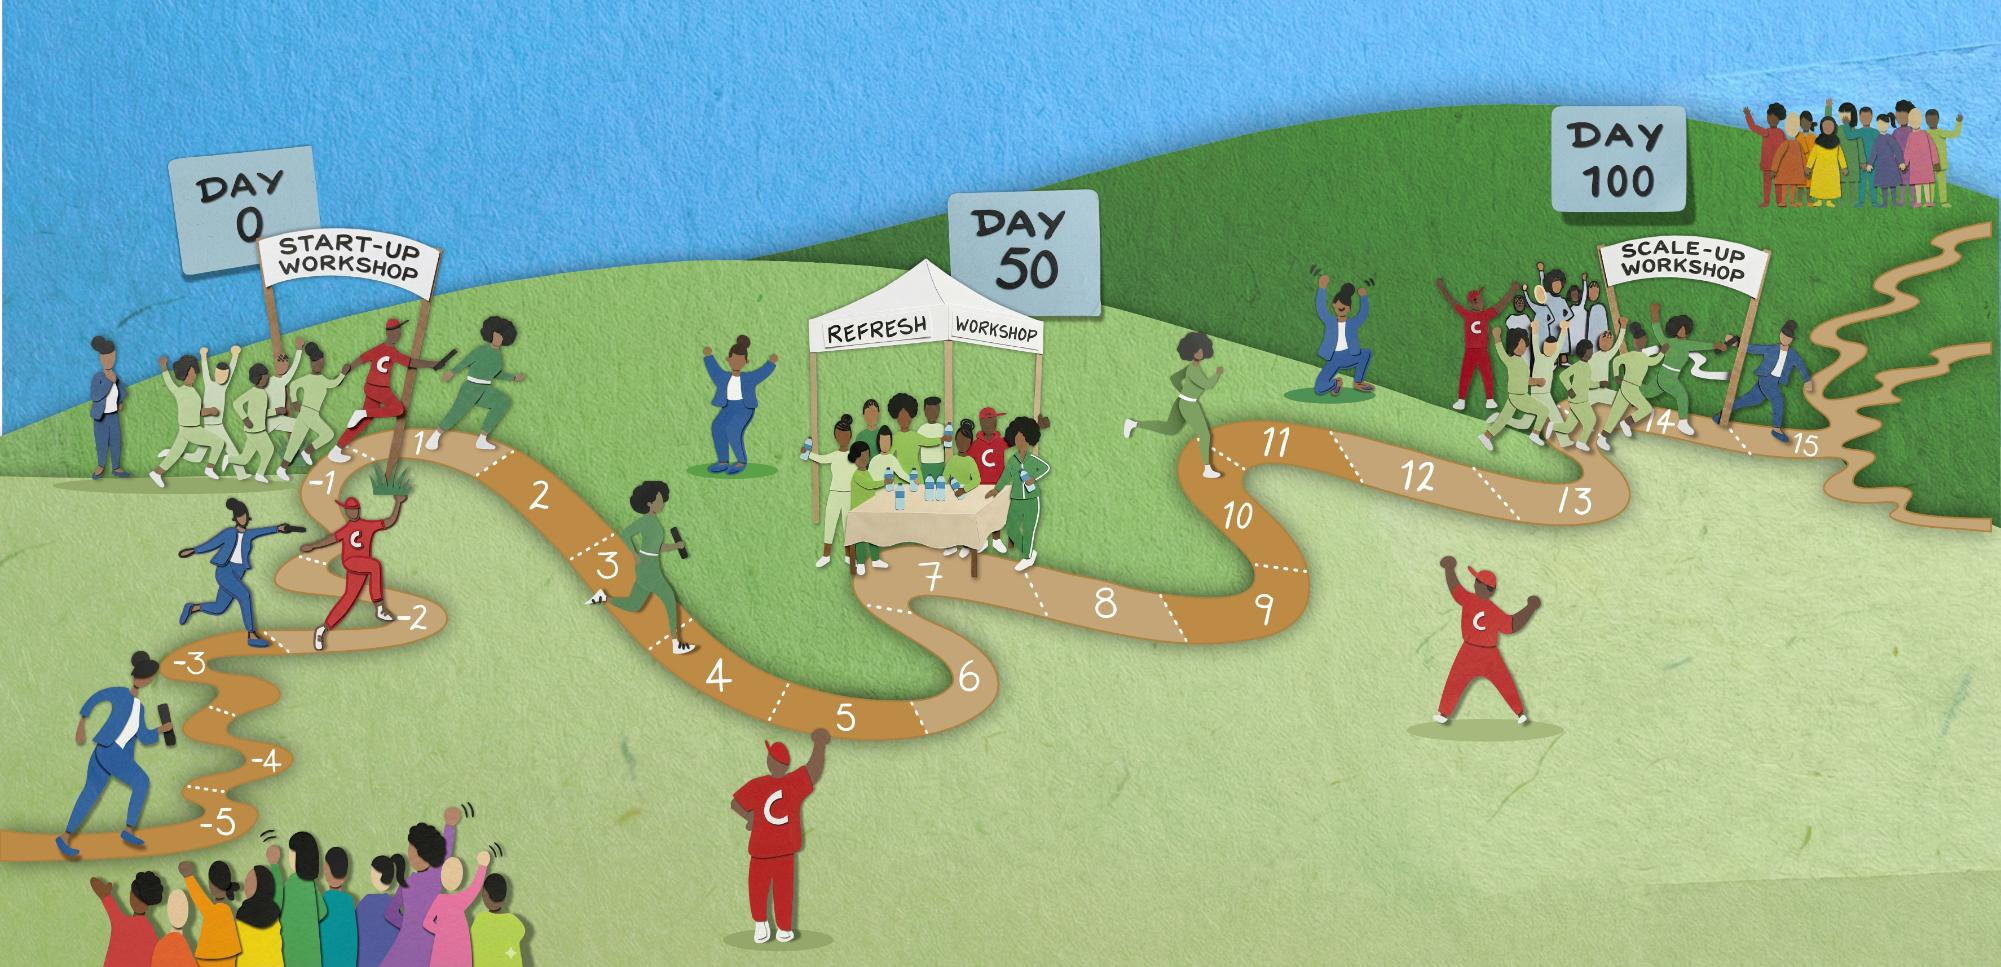 DAY
0
START-UP
WORKSHOP
DAY
50
REFRESH WORKSHOP
DAY
100
SCALE-UP
WORKSHOP
-5
-4
-3
-2
-1
1
2
3
4
5
6
7
8
9
10
11
12
13
14
15
C
C
C
C
C
C